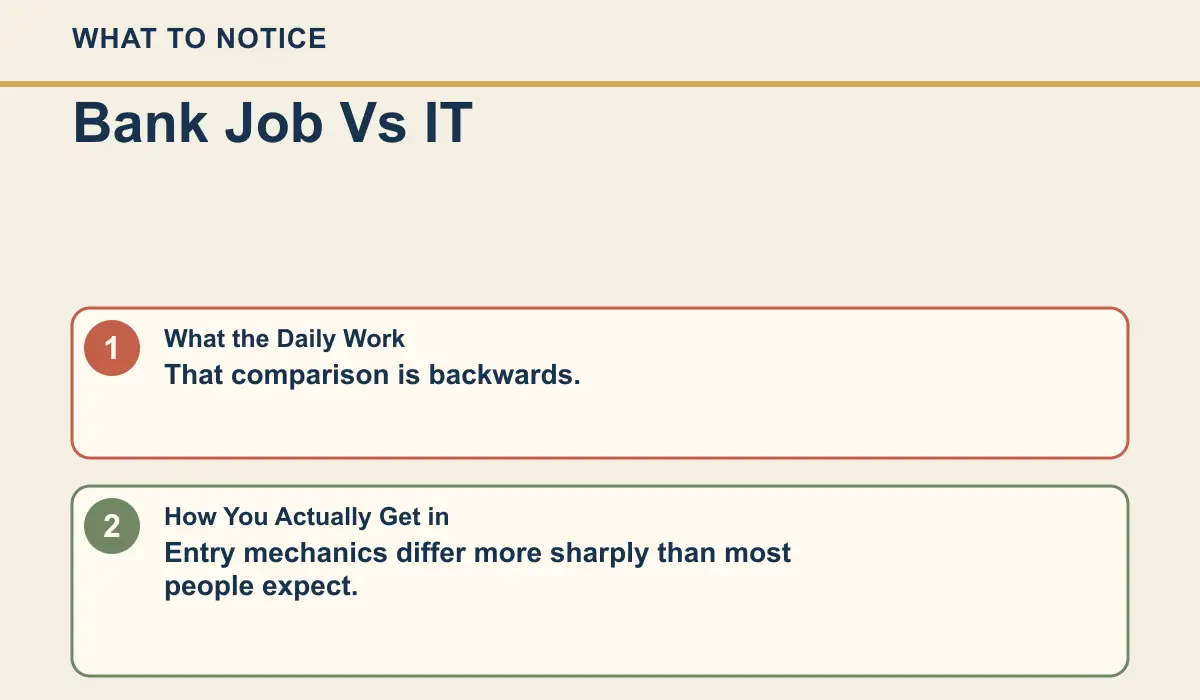 WHAT TO NOTICE
Bank Job Vs IT
1
What the Daily Work
That comparison is backwards.
2
How You Actually Get in
Entry mechanics differ more sharply than most
people expect.